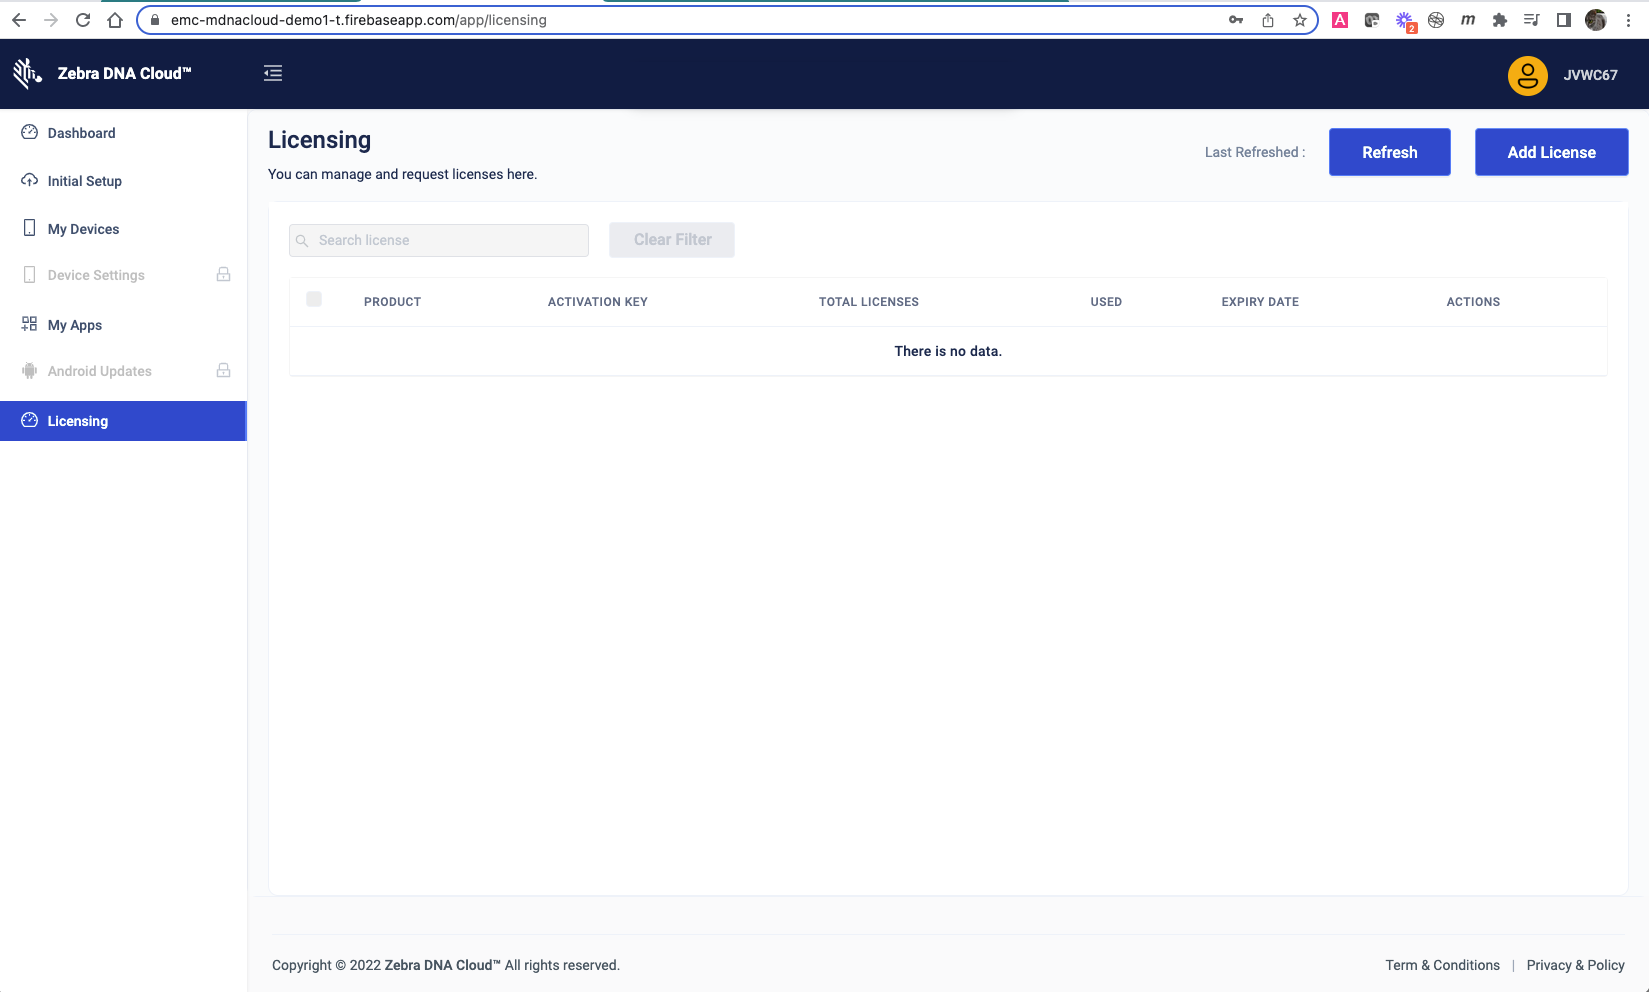 emc-mdnacloud-demo1-t.firebaseapp.com/app/licensing
A
2
m
Zebra DNA Cloud™
JVWC67
Dashboard
Initial Setup
My Devices
Device Settings
My Apps
Android Updates
Licensing
Licensing
You can manage and request licenses here.
Last Refreshed :
Refresh
Add License
Search license
Clear Filter
PRODUCT ACTIVATION KEY TOTAL LICENSES USED EXPIRY DATE ACTIONS
There is no data.
Copyright © 2022 Zebra DNA Cloud™ All rights reserved.
Term & Conditions | Privacy & Policy